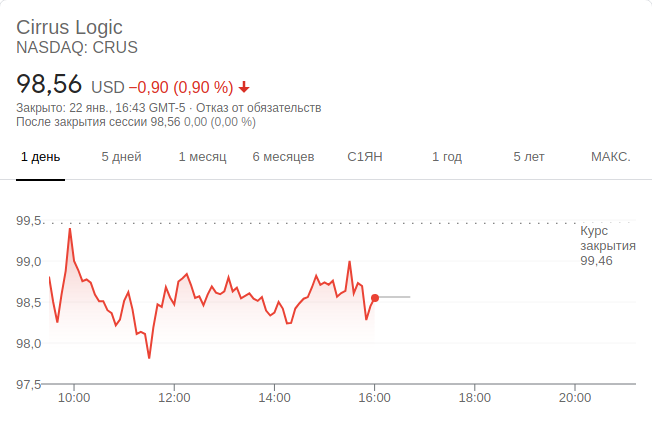 Cirrus Logic
NASDAQ: CRUS
98,56 USD −0,90 (0,90 %)
Закрыто: 22 янв., 16:43 GMT-5 · Отказ от обязательств
После закрытия сессии 98,56 0,00 (0,00 %)
1 день 5 дней 1 месяц 6 месяцев С1ЯН 1 год 5 лет МАКС.
99,5
Курс
закрытия
99,46
99,0
98,5
98,0
97,5
10:00 12:00 14:00 16:00 18:00 20:00